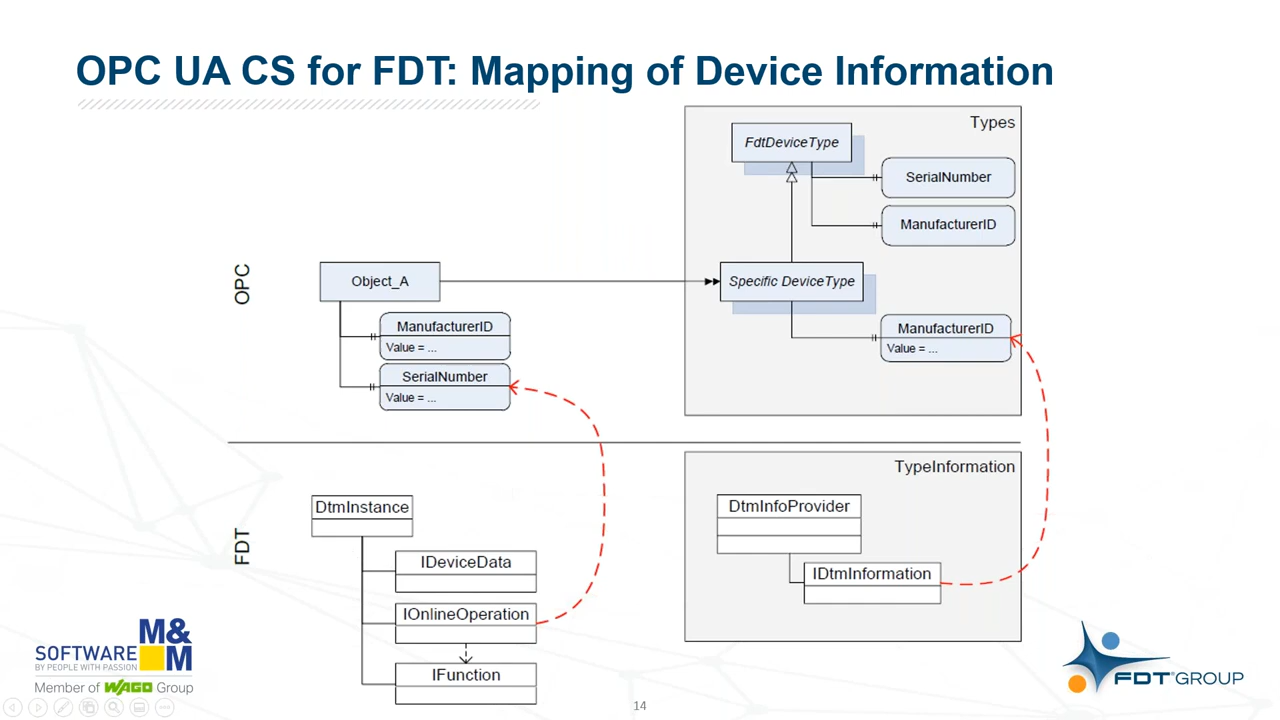 OPC UA CS for FDT: Mapping of Device Information
Types
FdtDeviceType
SerialNumber
ManufacturerID
OPC
Object_A
Specific DeviceType
ManufacturerID
Value = ...
SerialNumber
Value = ...
ManufacturerID
Value = ...
TypeInformation
FDT
DtmInstance
IDeviceData
IOnlineOperation
IFunction
DtmInfoProvider
IDtmInformation
M&M
SOFTWARE
BY PEOPLE WITH PASSION
Member of WAGO Group
14
FDT® GROUP